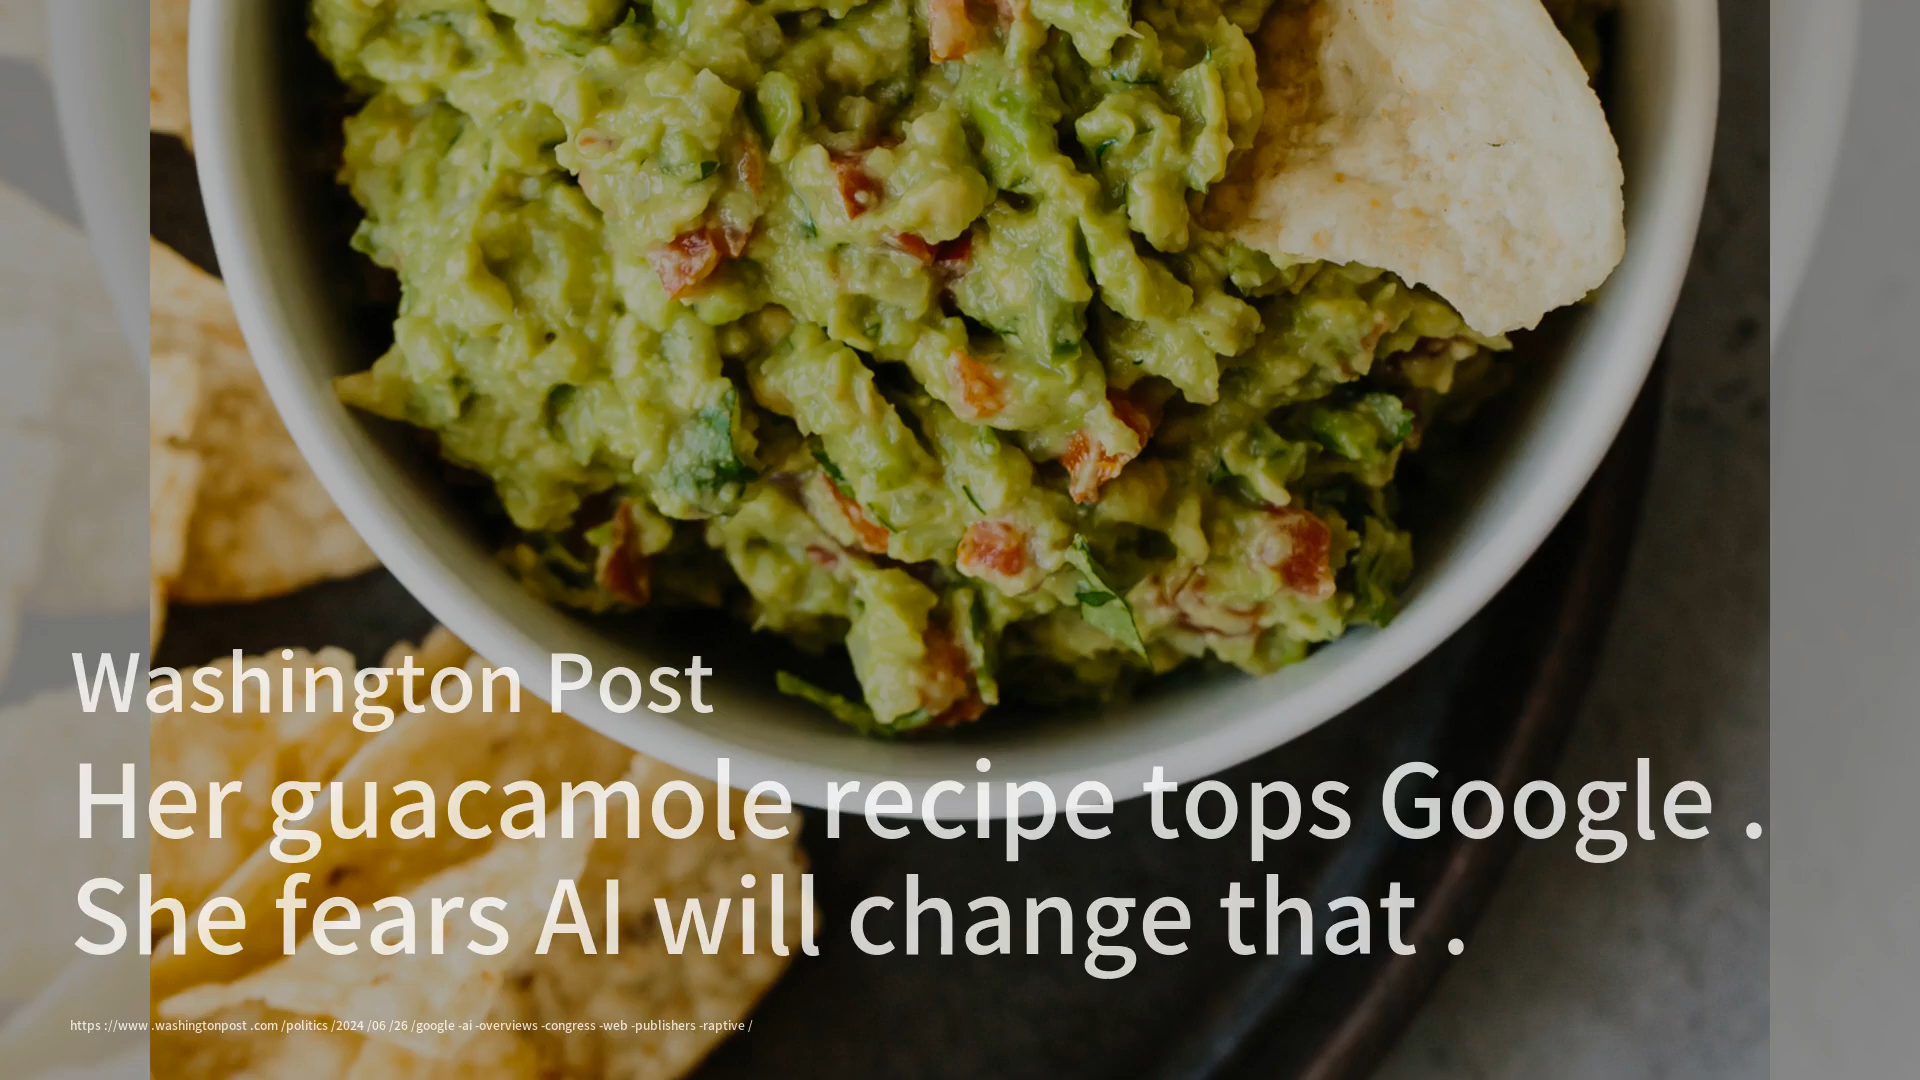 Washington Post
Her guacamole recipe tops Google .
She fears AI will change that .
https ://www .washingtonpost .com /politics /2024 /06 /26 /google -ai -overviews -congress -web -publishers -raptive /